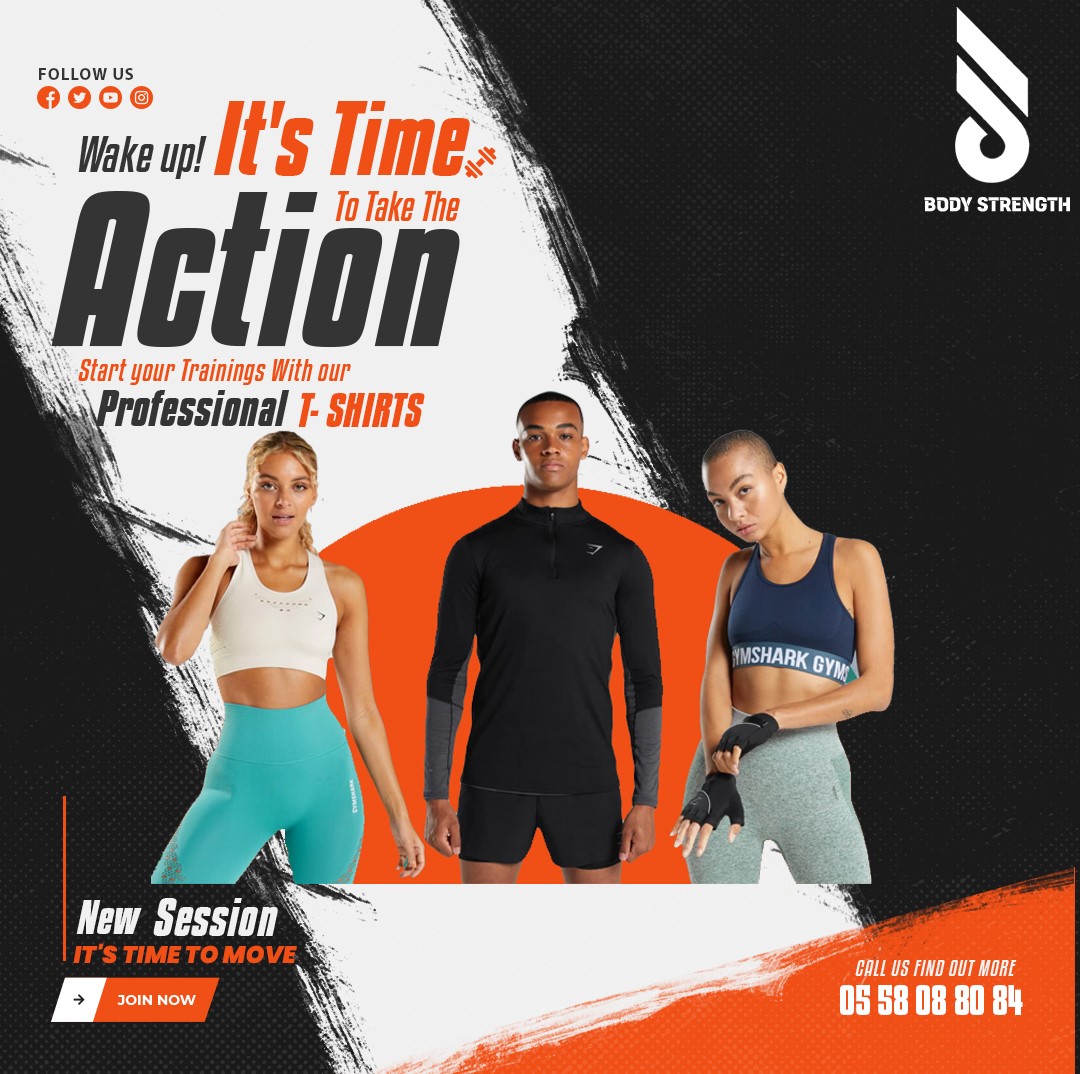 FOLLOW US
Wake up! It's Time
To Take The
Action
Start your Trainings With our
Professional T- SHIRTS
BODY STRENGTH
GYMSHARK GYMS
GYMSHARK
New Session
IT'S TIME TO MOVE
JOIN NOW
CALL US FIND OUT MORE
05 58 08 80 84